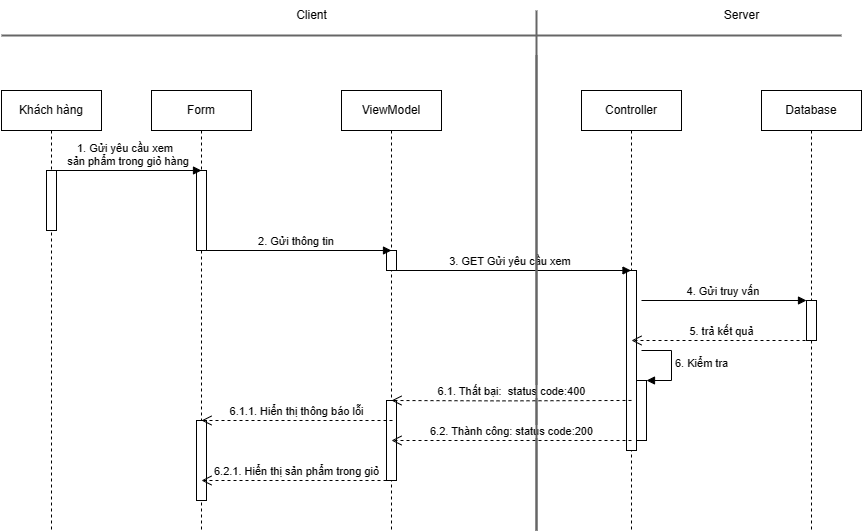 Client
Server
Khách hàng
Form
ViewModel
Controller
Database
1. Gửi yêu cầu xem
sản phẩm trong giỏ hàng
2. Gửi thông tin
3. GET Gửi yêu cầu xem
4. Gửi truy vấn
5. trả kết quả
6. Kiểm tra
6.1. Thất bại: status code:400
6.1.1. Hiển thị thông báo lỗi
6.2. Thành công: status code:200
6.2.1. Hiển thị sản phẩm trong giỏ